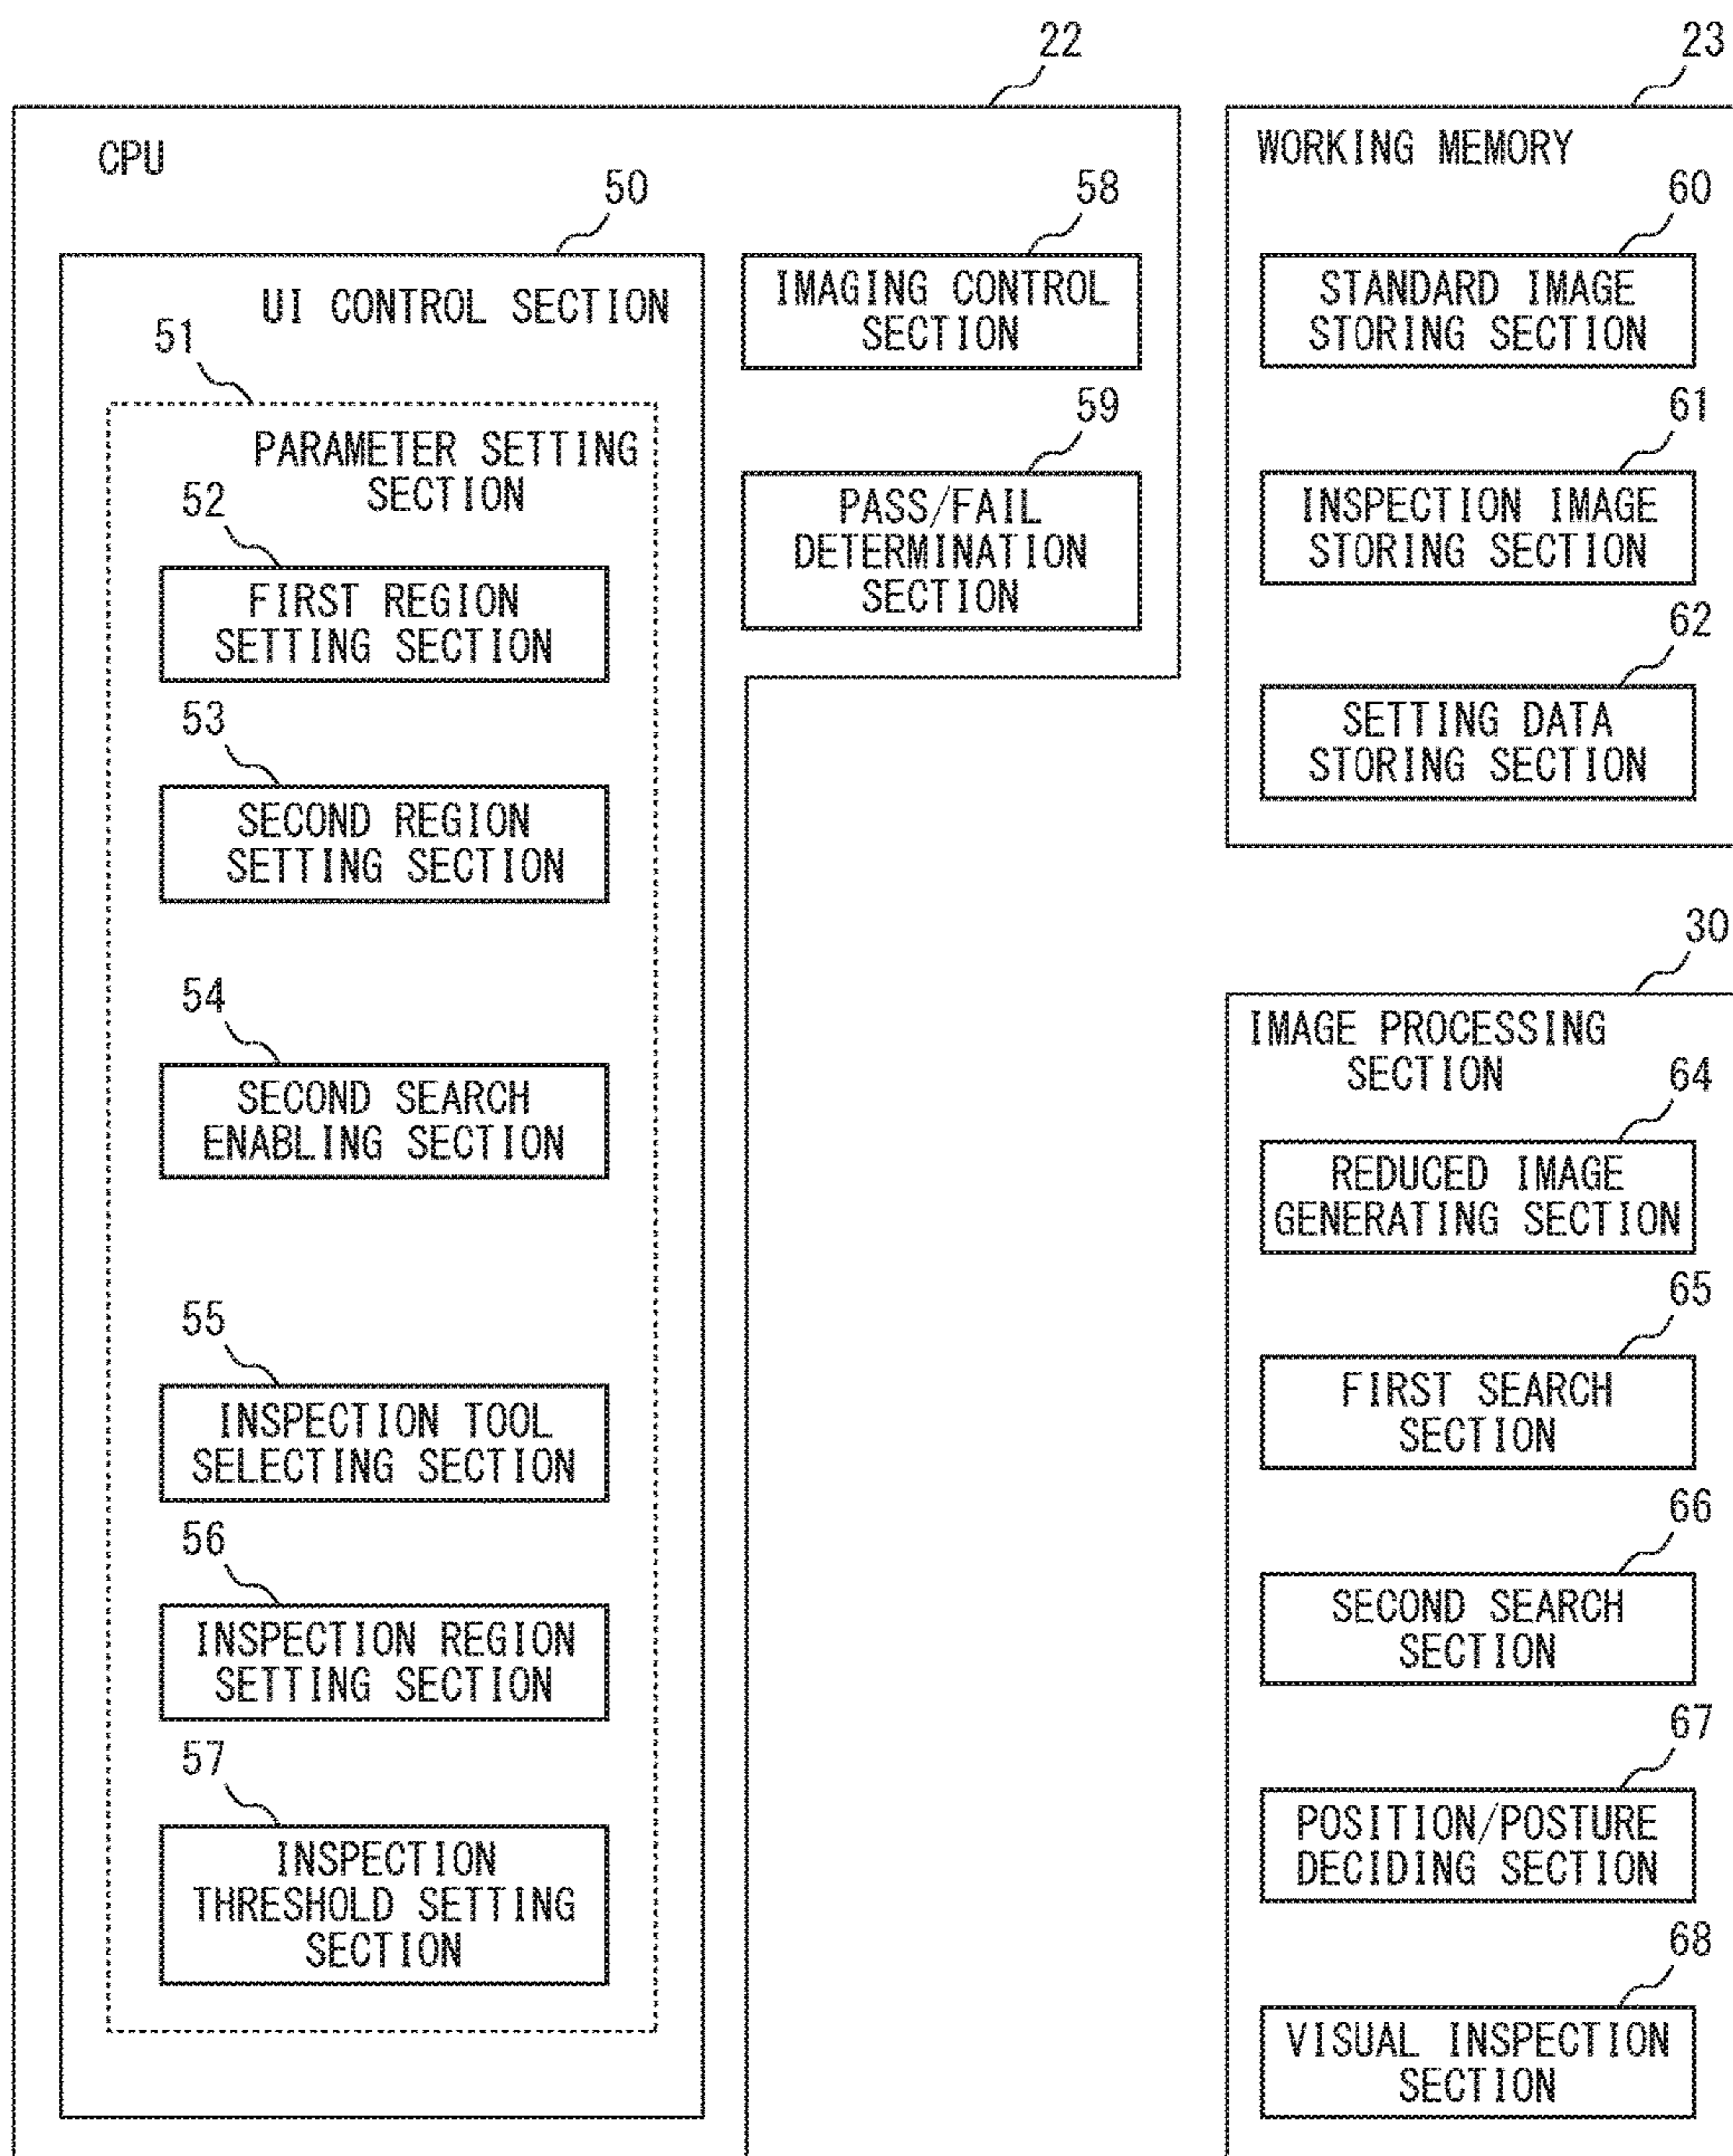 22
CPU
50
UI CONTROL SECTION
51
PARAMETER SETTING
SECTION
52
FIRST REGION
SETTING SECTION
53
SECOND REGION
SETTING SECTION
54
SECOND SEARCH
ENABLING SECTION
55
INSPECTION TOOL
SELECTING SECTION
56
INSPECTION REGION
SETTING SECTION
57
INSPECTION
THRESHOLD SETTING
SECTION
58
IMAGING CONTROL
SECTION
59
PASS/FAIL
DETERMINATION
SECTION
23
WORKING MEMORY
60
STANDARD IMAGE
STORING SECTION
61
INSPECTION IMAGE
STORING SECTION
62
SETTING DATA
STORING SECTION
30
IMAGE PROCESSING
SECTION
64
REDUCED IMAGE
GENERATING SECTION
65
FIRST SEARCH
SECTION
66
SECOND SEARCH
SECTION
67
POSITION/POSTURE
DECIDING SECTION
68
VISUAL INSPECTION
SECTION